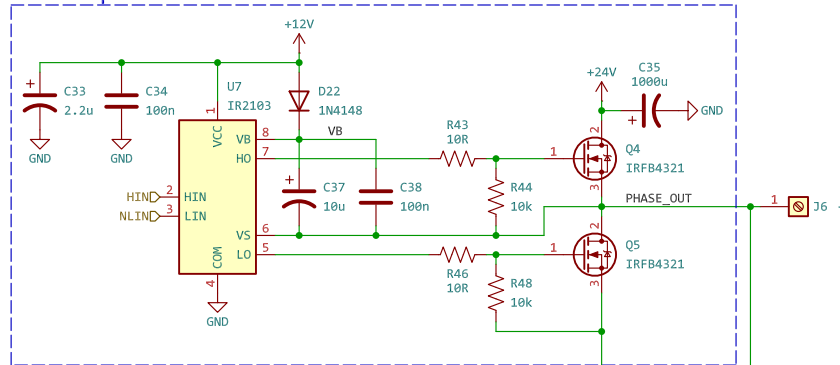 +12V
+24V
C35
1000u
GND
C33
2.2u
C34
100n
U7
IR2103
D22
1N4148
1
VCC
VB
8
VB
HO
7
R43
10R
1
2
Q4
IRFB4321
3
GND
GND
HIN
2
HIN
NLIN
3
LIN
C37
10u
C38
100n
R44
10k
PHASE_OUT
1
J6
VS
6
LO
5
COM
4
R46
10R
1
2
Q5
IRFB4321
3
R48
10k
GND
+
+
+